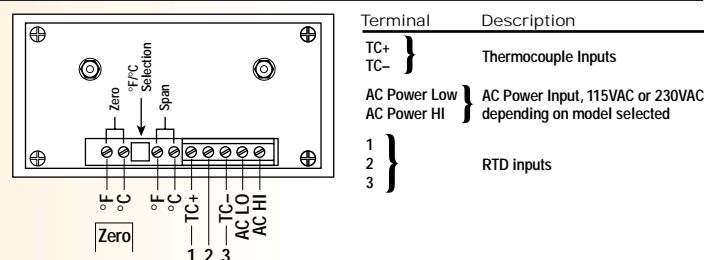 Terminal Description
TC+
TC–
Thermocouple Inputs
AC Power Low
AC Power HI
AC Power Input, 115VAC or 230VAC
depending on model selected
1
2
3
RTD inputs
Zero
°F/°C
Selection
Span
°F
°C
°F
°C
TC+
TC–
AC LO
AC HI
Zero
1 2 3